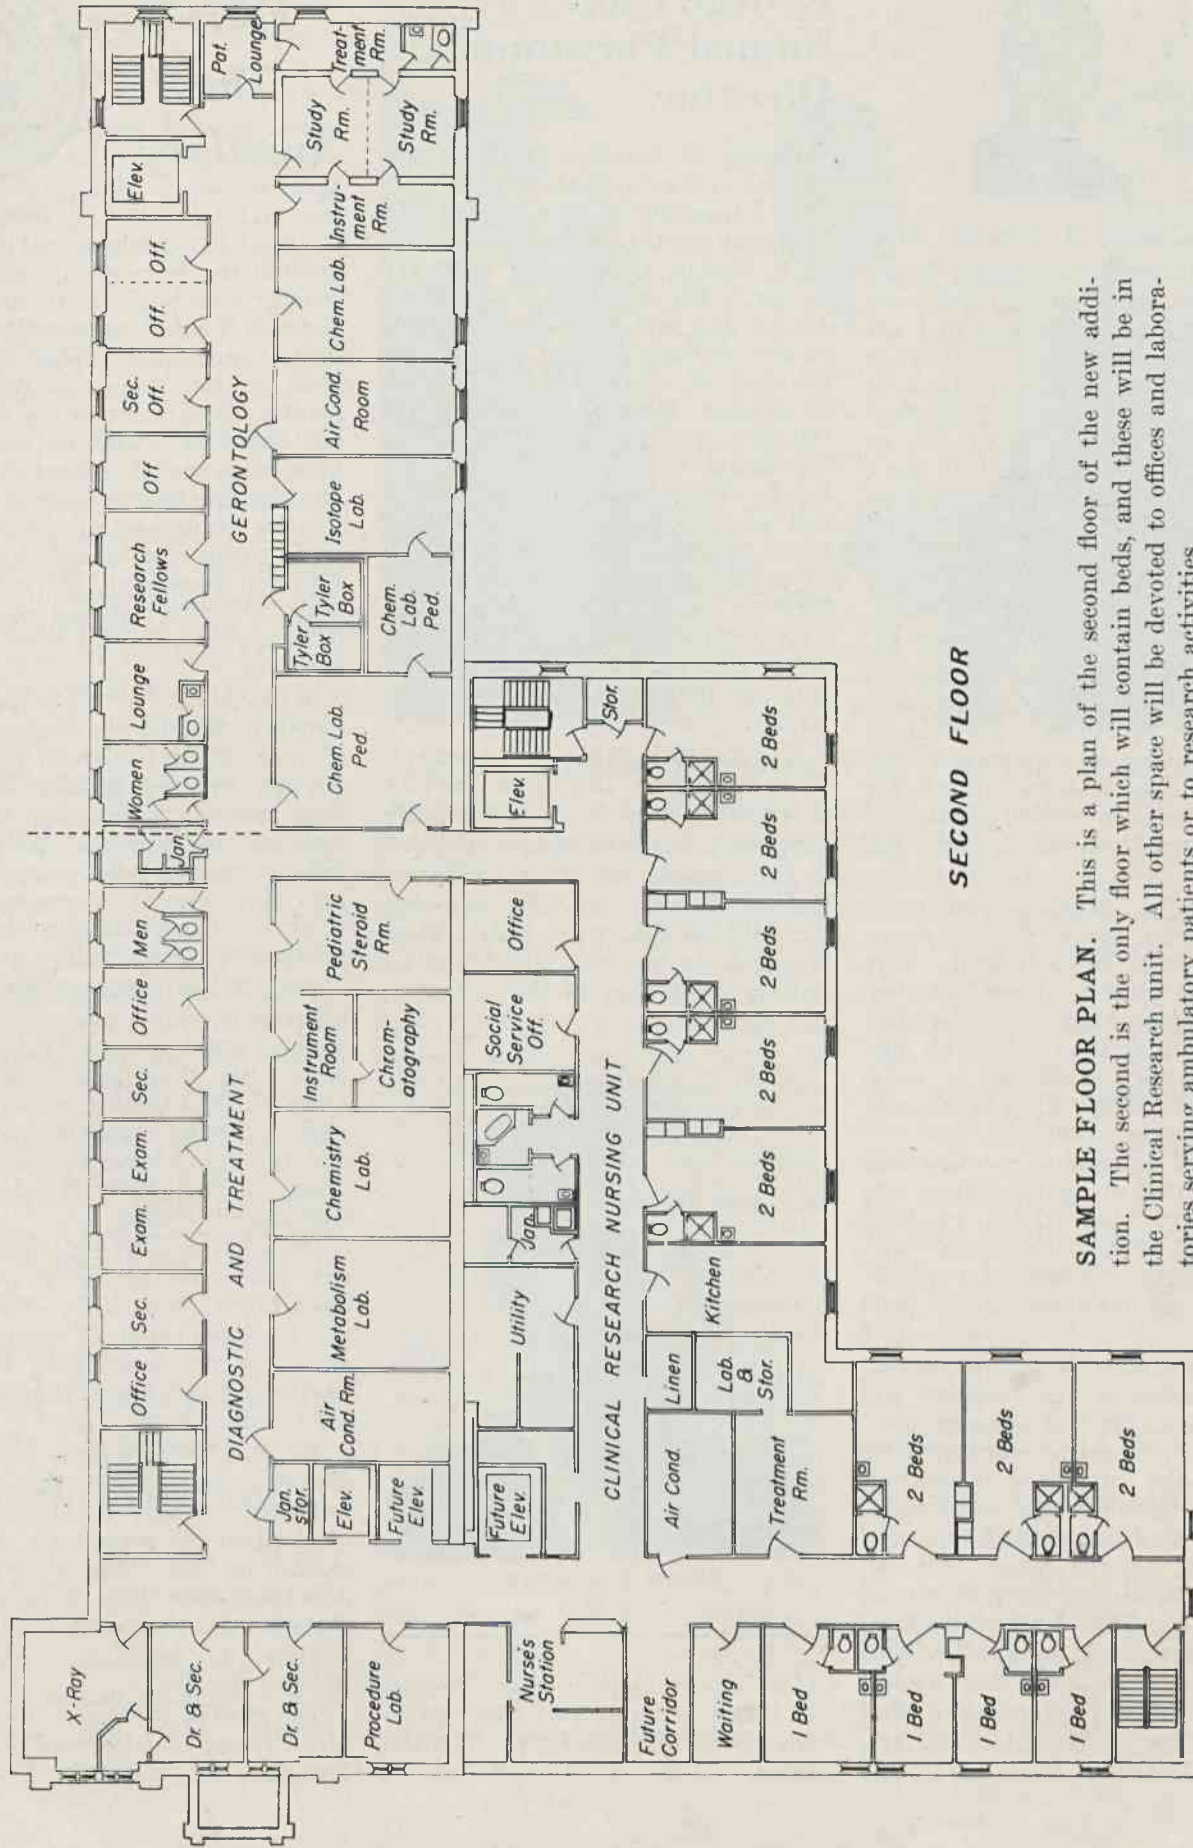 X-Ray
Dr. & Sec.
Dr. & Sec.
Procedure
Lab.
Nurse's
Station
Future
Corridor
Waiting
1 Bed
1 Bed
1 Bed
1 Bed
Office
Sec.
Exam.
Exam.
Sec.
Office
Men
Jan.
Women
Lounge
Research
Fellows
Off
Sec.
Off.
Off.
Off.
Elev.
Pat.
Lounge
DIAGNOSTIC AND TREATMENT
GERONTOLOGY
Jan.
stor.
Elev.
Future
Elev.
Air
Cond. Rm.
Metabolism
Lab.
Chemistry
Lab.
Instrument
Room
Chrom-
atography
Pediatric
Steroid
Rm.
Chem. Lab.
Ped.
Tyler
Box
Tyler
Box
Chem.
Lab.
Ped.
Isotope
Lab.
Air Cond.
Room
Chem. Lab.
Instru-
ment
Rm.
Study
Rm.
Study
Rm.
Treat-
ment
Rm.
Future
Elev.
Utility
Jan.
Social
Service
Off.
Office
Elev.
Stor.
CLINICAL RESEARCH NURSING UNIT
Air Cond.
Linen
Lab.
&
Stor.
Treatment
Rm.
Kitchen
2 Beds
2 Beds
2 Beds
2 Beds
2 Beds
2 Beds
2 Beds
2 Beds
SECOND FLOOR
SAMPLE FLOOR PLAN. This is a plan of the second floor of the new addi-
tion. The second is the only floor which will contain beds, and these will be in
the Clinical Research unit. All other space will be devoted to offices and labora-
tories serving ambulatory patients or to research activities.